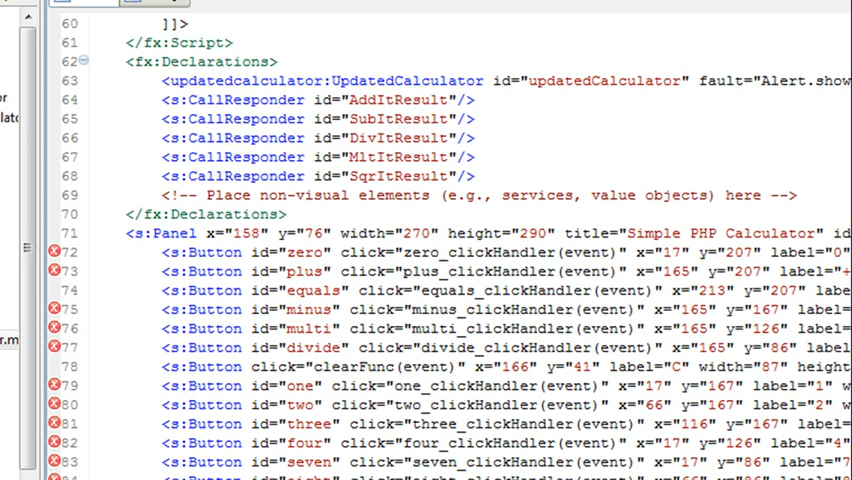 60 ]]>
61 </fx:Script>
62 <fx:Declarations>
63 <updatedcalculator:UpdatedCalculator id="updatedCalculator" fault="Alert.show
64 <s:CallResponder id="AddItResult"/>
65 <s:CallResponder id="SubItResult"/>
66 <s:CallResponder id="DivItResult"/>
67 <s:CallResponder id="MltItResult"/>
68 <s:CallResponder id="SqrItResult"/>
69 <!-- Place non-visual elements (e.g., services, value objects) here -->
70 </fx:Declarations>
71 <s:Panel x="158" y="76" width="270" height="290" title="Simple PHP Calculator" id
72 <s:Button id="zero" click="zero_clickHandler(event)" x="17" y="207" label="0"
73 <s:Button id="plus" click="plus_clickHandler(event)" x="165" y="207" label="+
74 <s:Button id="equals" click="equals_clickHandler(event)" x="213" y="207" labe
75 <s:Button id="minus" click="minus_clickHandler(event)" x="165" y="167" label=
76 <s:Button id="multi" click="multi_clickHandler(event)" x="165" y="126" label=
77 <s:Button id="divide" click="divide_clickHandler(event)" x="165" y="86" label
78 <s:Button click="clearFunc(event)" x="166" y="41" label="C" width="87" height
79 <s:Button id="one" click="one_clickHandler(event)" x="17" y="167" label="1" w
80 <s:Button id="two" click="two_clickHandler(event)" x="66" y="167" label="2" w
81 <s:Button id="three" click="three_clickHandler(event)" x="116" y="167" label=
82 <s:Button id="four" click="four_clickHandler(event)" x="17" y="126" label="4"
83 <s:Button id="seven" click="seven_clickHandler(event)" x="17" y="86" label="7